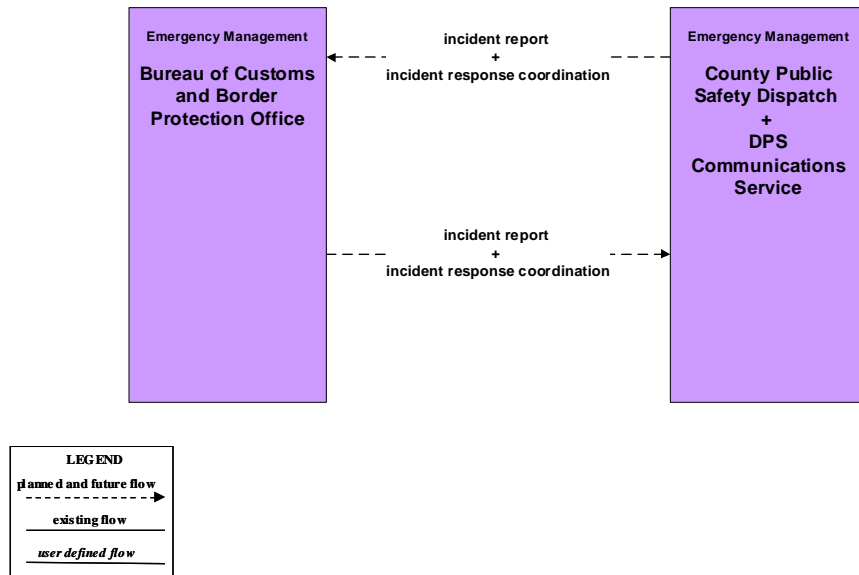 Emergency Management
Bureau of Customs
and Border
Protection Office
incident report
+
incident response coordination
Emergency Management
County Public
Safety Dispatch
+
DPS
Communications
Service
incident report
+
incident response coordination
LEGEND
planned and future flow
existing flow
user defined flow